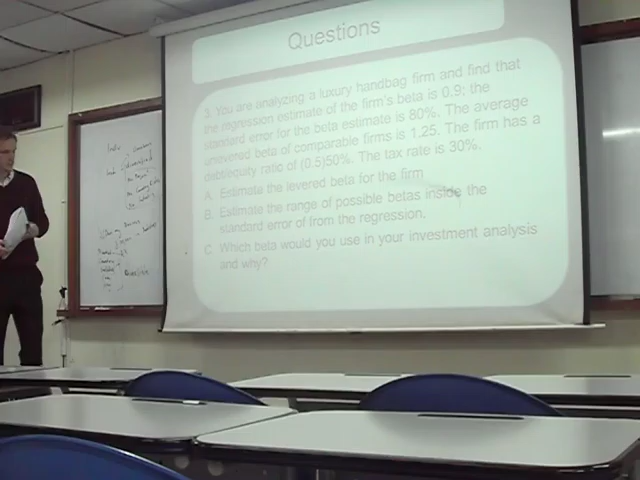 Questions
3. You are analyzing a luxury handbag firm and find that
the regression estimate of the firm's beta is 0.9; the
standard error for the beta estimate is 80%. The average
unlevered beta of comparable firms is 1.25. The firm has a
debt/equity ratio of (0.5)50%. The tax rate is 30%.
A. Estimate the levered beta for the firm
B. Estimate the range of possible betas inside the
standard error of from the regression.
C. Which beta would you use in your investment analysis
and why?